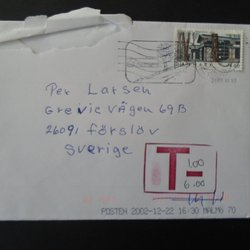 Per Larsen
Greivie Vägen 69B
26091 förslöv
Sverige
T-
1.00
6.00
POSTEN 2002-12-22 16:30 MALMÖ 70